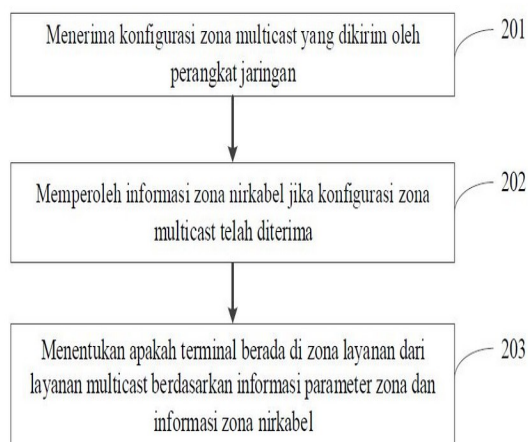 Menerima konfigurasi zona multicast yang dikirim oleh
perangkat jaringan
201
Memperoleh informasi zona nirkabel jika konfigurasi zona
multicast telah diterima
202
Menentukan apakah terminal berada di zona layanan dari
layanan multicast berdasarkan informasi parameter zona dan
informasi zona nirkabel
203